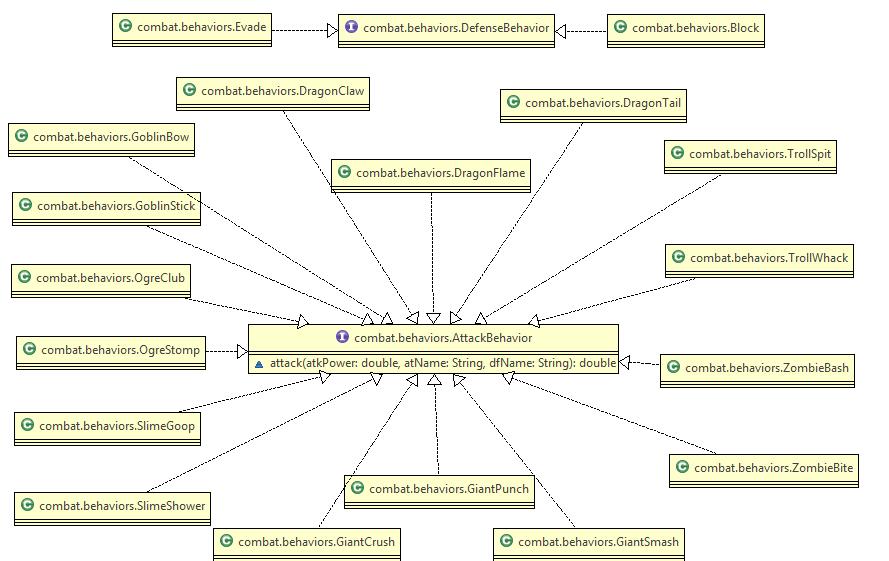 C combat.behaviors.Evade
I combat.behaviors.DefenseBehavior
C combat.behaviors.Block
C combat.behaviors.DragonClaw
C combat.behaviors.DragonTail
C combat.behaviors.GoblinBow
C combat.behaviors.TrollSpit
C combat.behaviors.DragonFlame
C combat.behaviors.GoblinStick
C combat.behaviors.TrollWhack
C combat.behaviors.OgreClub
I combat.behaviors.AttackBehavior
attack(atkPower: double, atName: String, dfName: String): double
C combat.behaviors.OgreStomp
C combat.behaviors.ZombieBash
C combat.behaviors.SlimeGoop
C combat.behaviors.ZombieBite
C combat.behaviors.GiantPunch
C combat.behaviors.SlimeShower
C combat.behaviors.GiantCrush
C combat.behaviors.GiantSmash